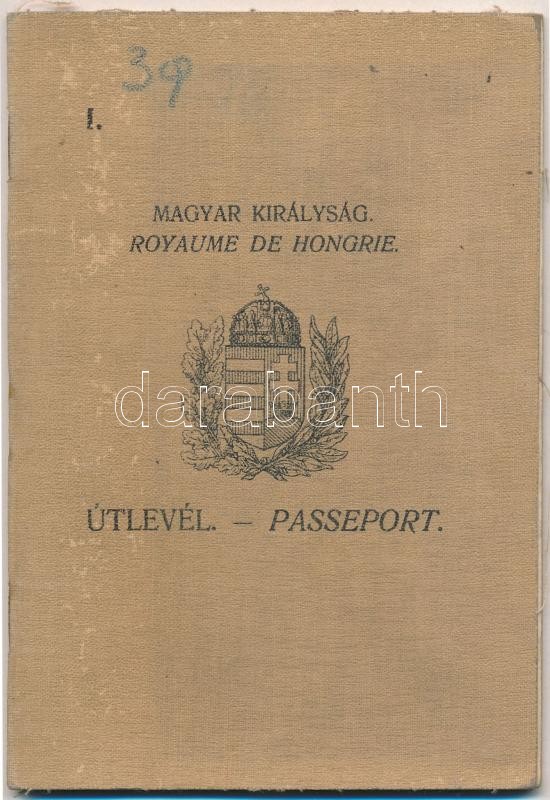 39
I.
MAGYAR KIRÁLYSÁG.
ROYAUME DE HONGRIE.
darabanth
ÚTLEVÉL. — PASSEPORT.